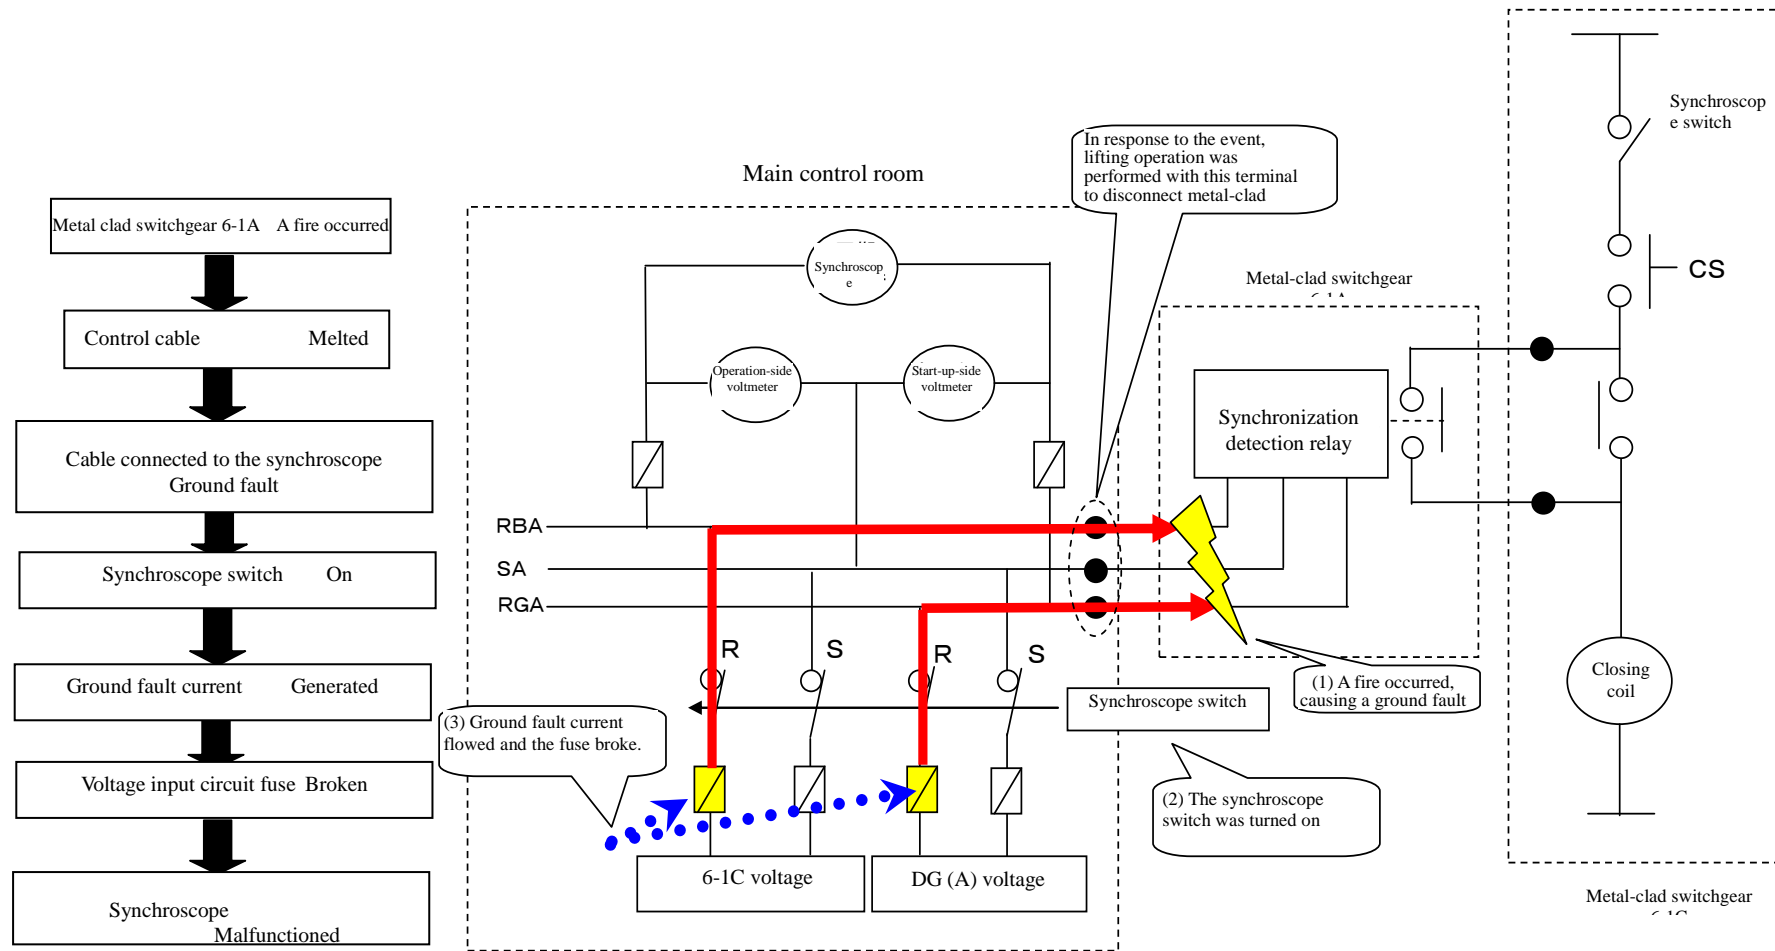 Metal clad switchgear 6-1A A fire occurred
Control cable Melted
Cable connected to the synchroscope
Ground fault
Synchroscope switch On
Ground fault current Generated
Voltage input circuit fuse Broken
Synchroscope
Malfunctioned
Main control room
Synchroscop
e
Operation-side
voltmeter
Start-up-side
voltmeter
RBA
SA
RGA
R
S
R
S
Synchroscope switch
(3) Ground fault current
flowed and the fuse broke.
6-1C voltage
DG (A) voltage
In response to the event,
lifting operation was
performed with this terminal
to disconnect metal-clad
Metal-clad switchgear
6-1A
Synchronization
detection relay
(1) A fire occurred,
causing a ground fault
(2) The synchroscope
switch was turned on
Synchroscop
e switch
CS
Closing
coil
Metal-clad switchgear
6-1C